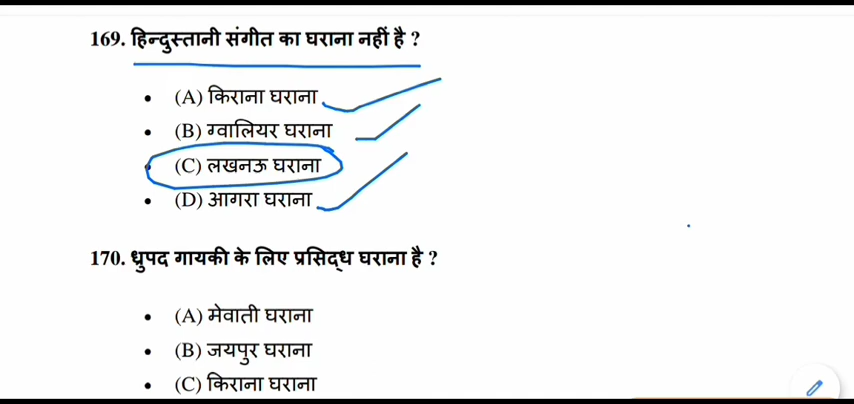 169. हिन्दुस्तानी संगीत का घराना नहीं है ?
(A) किराना घराना
(B) ग्वालियर घराना
(C) लखनऊ घराना
(D) आगरा घराना
170. ध्रुपद गायकी के लिए प्रसिद्ध घराना है ?
(A) मेवाती घराना
(B) जयपुर घराना
(C) किराना घराना